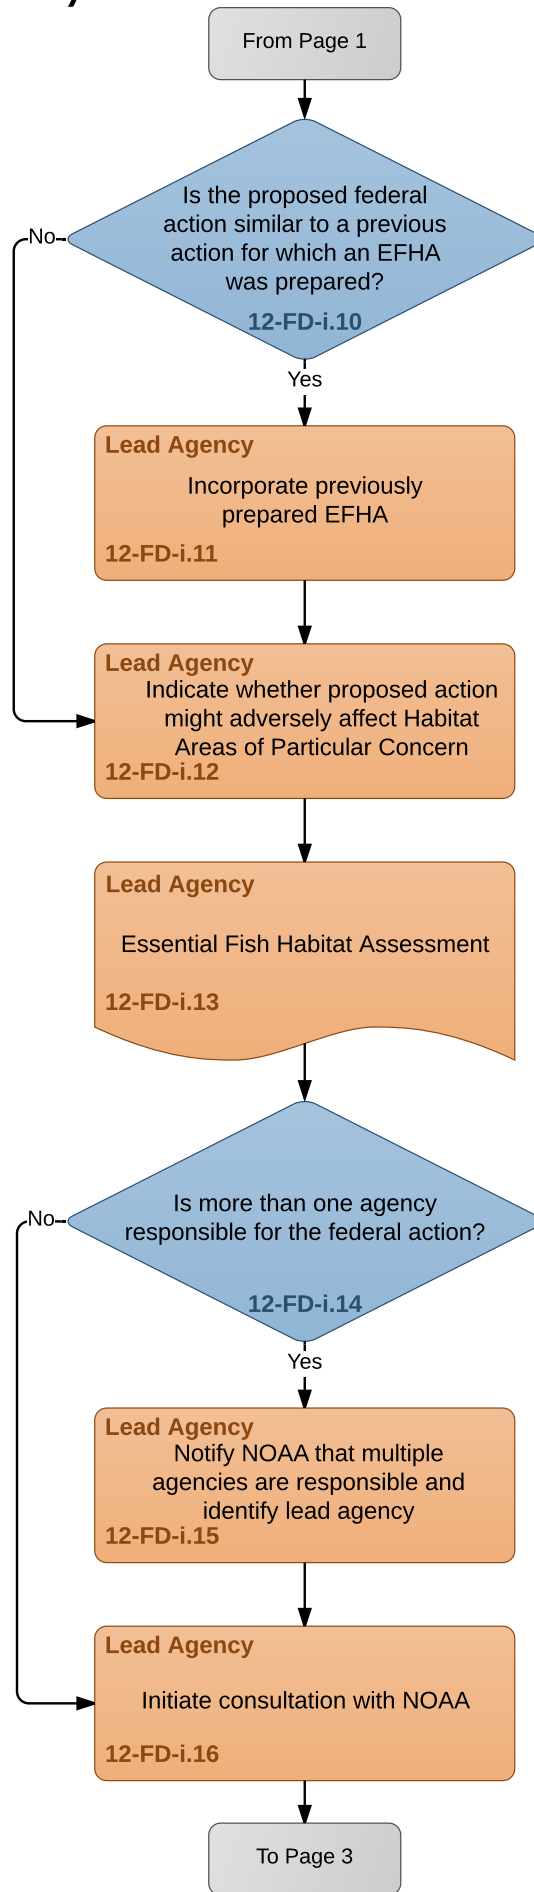 From Page 1
Is the proposed federal
action similar to a previous
action for which an EFHA
was prepared?
12-FD-i.10
No
Yes
Lead Agency
Incorporate previously
prepared EFHA
12-FD-i.11
Lead Agency
Indicate whether proposed action
might adversely affect Habitat
Areas of Particular Concern
12-FD-i.12
Lead Agency
Essential Fish Habitat Assessment
12-FD-i.13
Is more than one agency
responsible for the federal action?
12-FD-i.14
No
Yes
Lead Agency
Notify NOAA that multiple
agencies are responsible and
identify lead agency
12-FD-i.15
Lead Agency
Initiate consultation with NOAA
12-FD-i.16
To Page 3